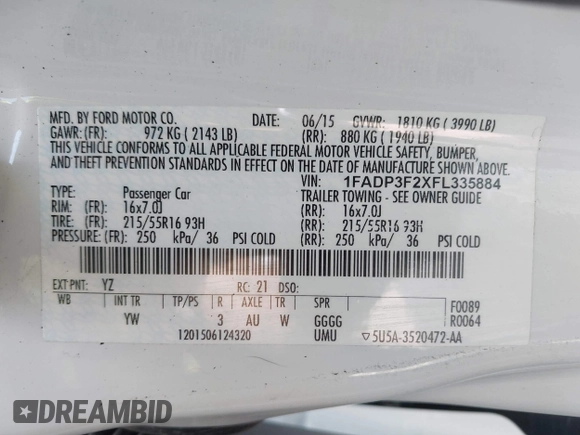 MFD. BY FORD MOTOR CO. DATE: 06/15 GVWR: 1810 KG ( 3990 LB)
GAWR: (FR): 972 KG ( 2143 LB) (RR): 880 KG ( 1940 LB)
THIS VEHICLE CONFORMS TO ALL APPLICABLE FEDERAL MOTOR VEHICLE SAFETY, BUMPER,
AND THEFT PREVENTION STANDARDS IN EFFECT ON THE DATE OF MANUFACTURE SHOWN ABOVE.
VIN: 1FADP3F2XFL335884
TYPE: Passenger Car TRAILER TOWING - SEE OWNER GUIDE
RIM: (FR): 16x7.0J (RR): 16x7.0J
TIRE: (FR): 215/55R16 93H (RR): 215/55R16 93H
PRESSURE: (FR): 250 kPa/ 36 PSI COLD (RR): 250 kPa/ 36 PSI COLD
EXT PNT: YZ RC: 21 DSO:
WB INT TR TP/PS R AXLE TR SPR F0089
YW 3 AU W GGGG R0064
1201506124320 UMU ▽5U5A-3520472-AA
DREAMBID